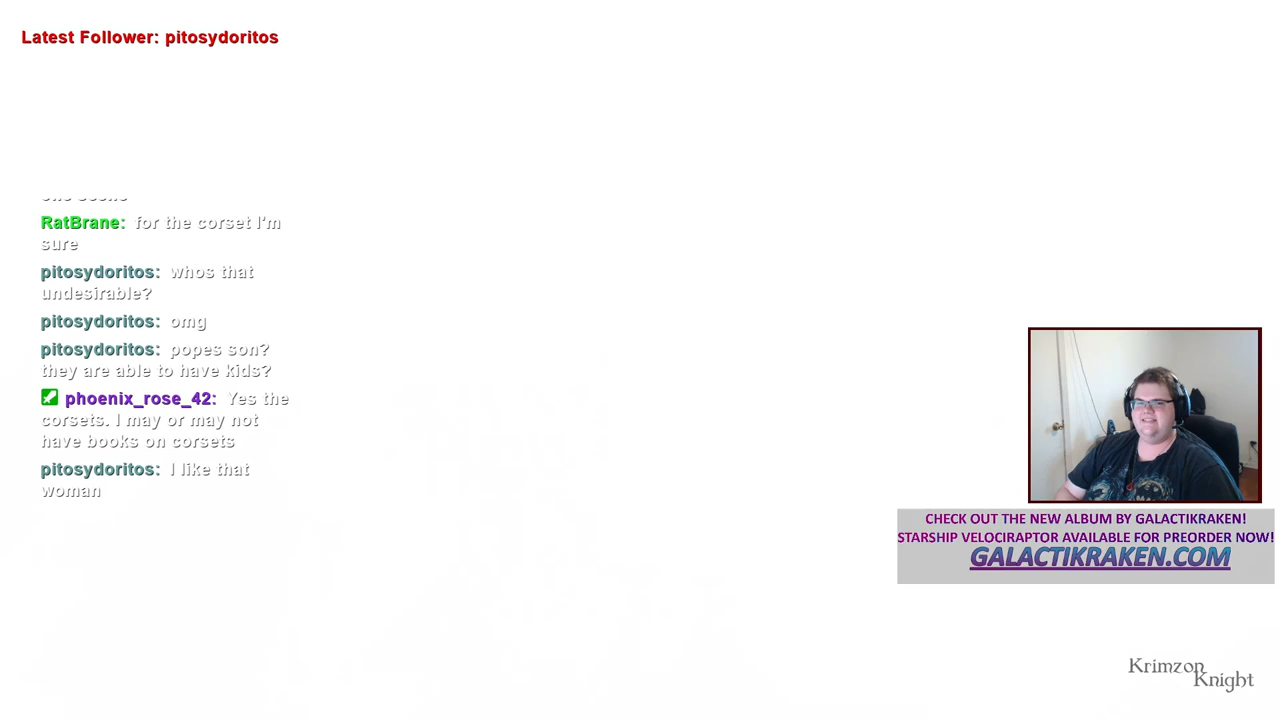 Latest Follower: pitosydoritos
RatBrane: for the corset I'm
sure
pitosydoritos: whos that
undesirable?
pitosydoritos: omg
pitosydoritos: popes son?
they are able to have kids?
phoenix_rose_42: Yes the
corsets. I may or may not
have books on corsets
pitosydoritos: I like that
woman
CHECK OUT THE NEW ALBUM BY GALACTIKRAKEN!
STARSHIP VELOCIRAPTOR AVAILABLE FOR PREORDER NOW!
GALACTIKRAKEN.COM
Krimzon
Knight